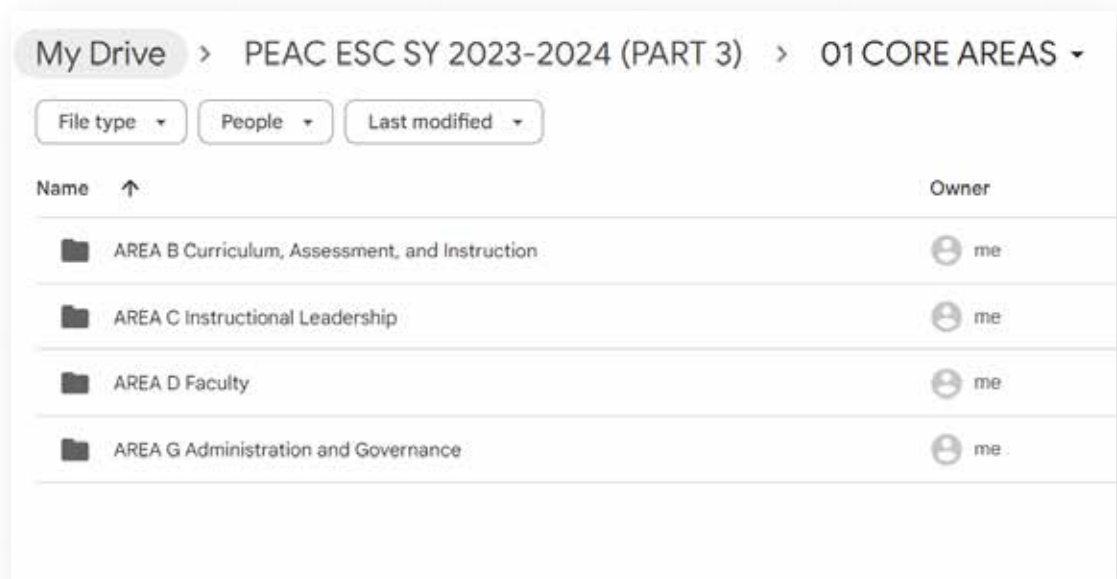 My Drive > PEAC ESC SY 2023-2024 (PART 3) > 01 CORE AREAS
File type People Last modified
Name Owner
AREA B Curriculum, Assessment, and Instruction me
AREA C Instructional Leadership me
AREA D Faculty me
AREA G Administration and Governance me